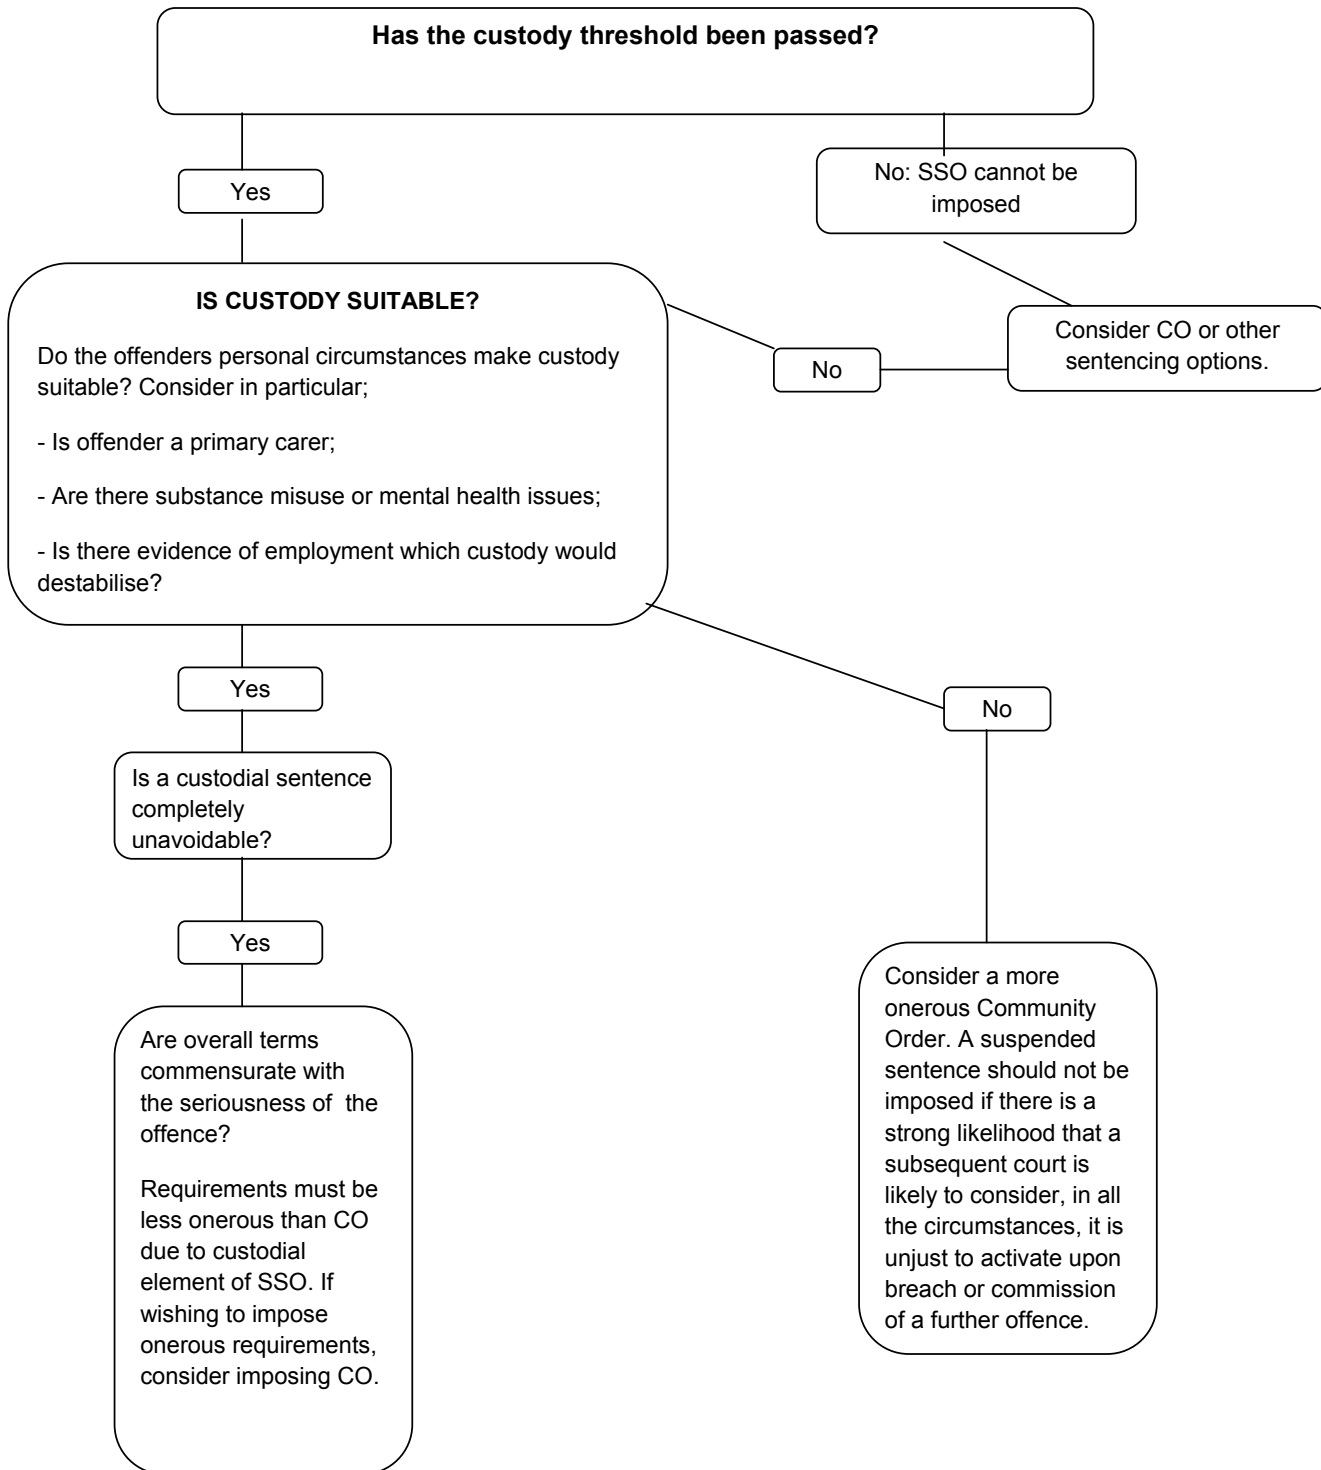 Has the custody threshold been passed?
Yes
No: SSO cannot be
imposed
IS CUSTODY SUITABLE?
Do the offenders personal circumstances make custody
suitable? Consider in particular;
- Is offender a primary carer;
- Are there substance misuse or mental health issues;
- Is there evidence of employment which custody would
destabilise?
No
Consider CO or other
sentencing options.
Yes
No
Is a custodial sentence
completely
unavoidable?
Yes
Are overall terms
commensurate with
the seriousness of  the
offence?
Requirements must be
less onerous than CO
due to custodial
element of SSO. If
wishing to impose
onerous requirements,
consider imposing CO.
Consider a more
onerous Community
Order. A suspended
sentence should not be
imposed if there is a
strong likelihood that a
subsequent court is
likely to consider, in all
the circumstances, it is
unjust to activate upon
breach or commission
of a further offence.